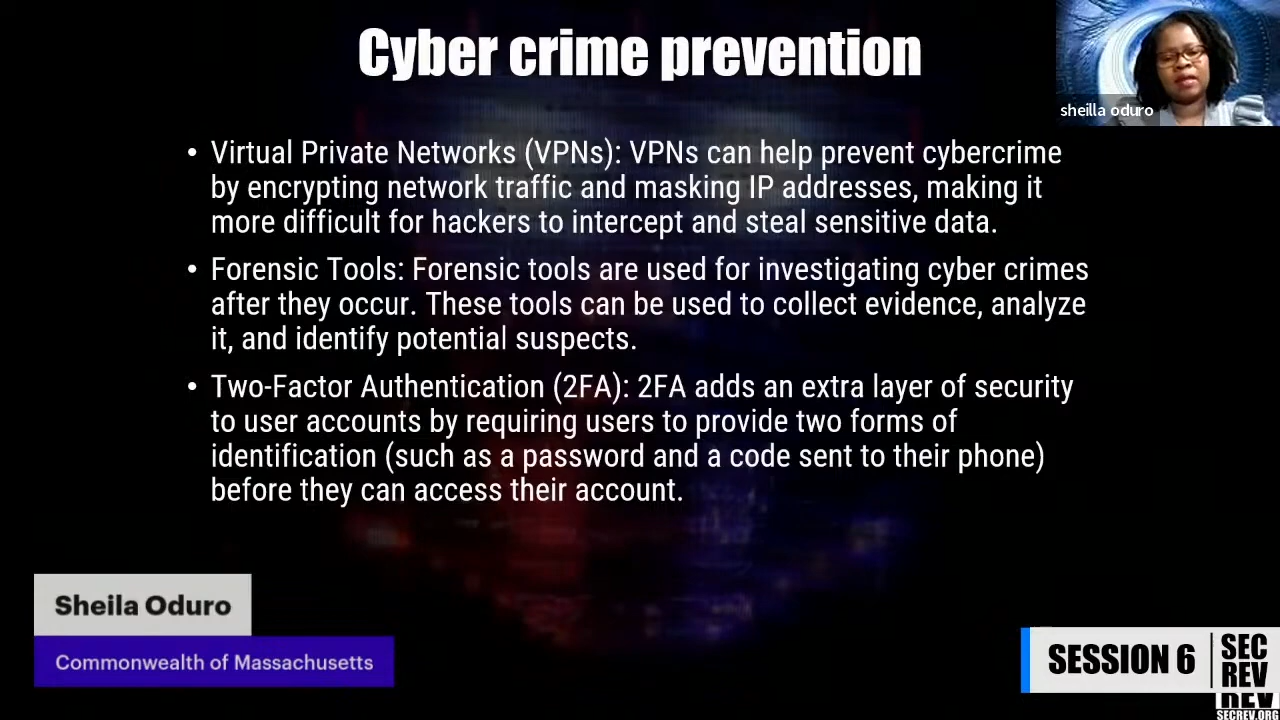 Cyber crime prevention
sheilla oduro
• Virtual Private Networks (VPNs): VPNs can help prevent cybercrime
by encrypting network traffic and masking IP addresses, making it
more difficult for hackers to intercept and steal sensitive data.
• Forensic Tools: Forensic tools are used for investigating cyber crimes
after they occur. These tools can be used to collect evidence, analyze
it, and identify potential suspects.
• Two-Factor Authentication (2FA): 2FA adds an extra layer of security
to user accounts by requiring users to provide two forms of
identification (such as a password and a code sent to their phone)
before they can access their account.
Sheila Oduro
Commonwealth of Massachusetts
SESSION 6
SEC
REV
REV
SECREV.ORG